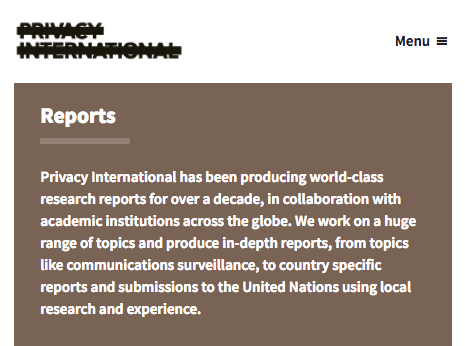 PRIVACY
INTERNATIONAL
Menu
Reports
Privacy International has been producing world-class
research reports for over a decade, in collaboration with
academic institutions across the globe. We work on a huge
range of topics and produce in-depth reports, from topics
like communications surveillance, to country specific
reports and submissions to the United Nations using local
research and experience.